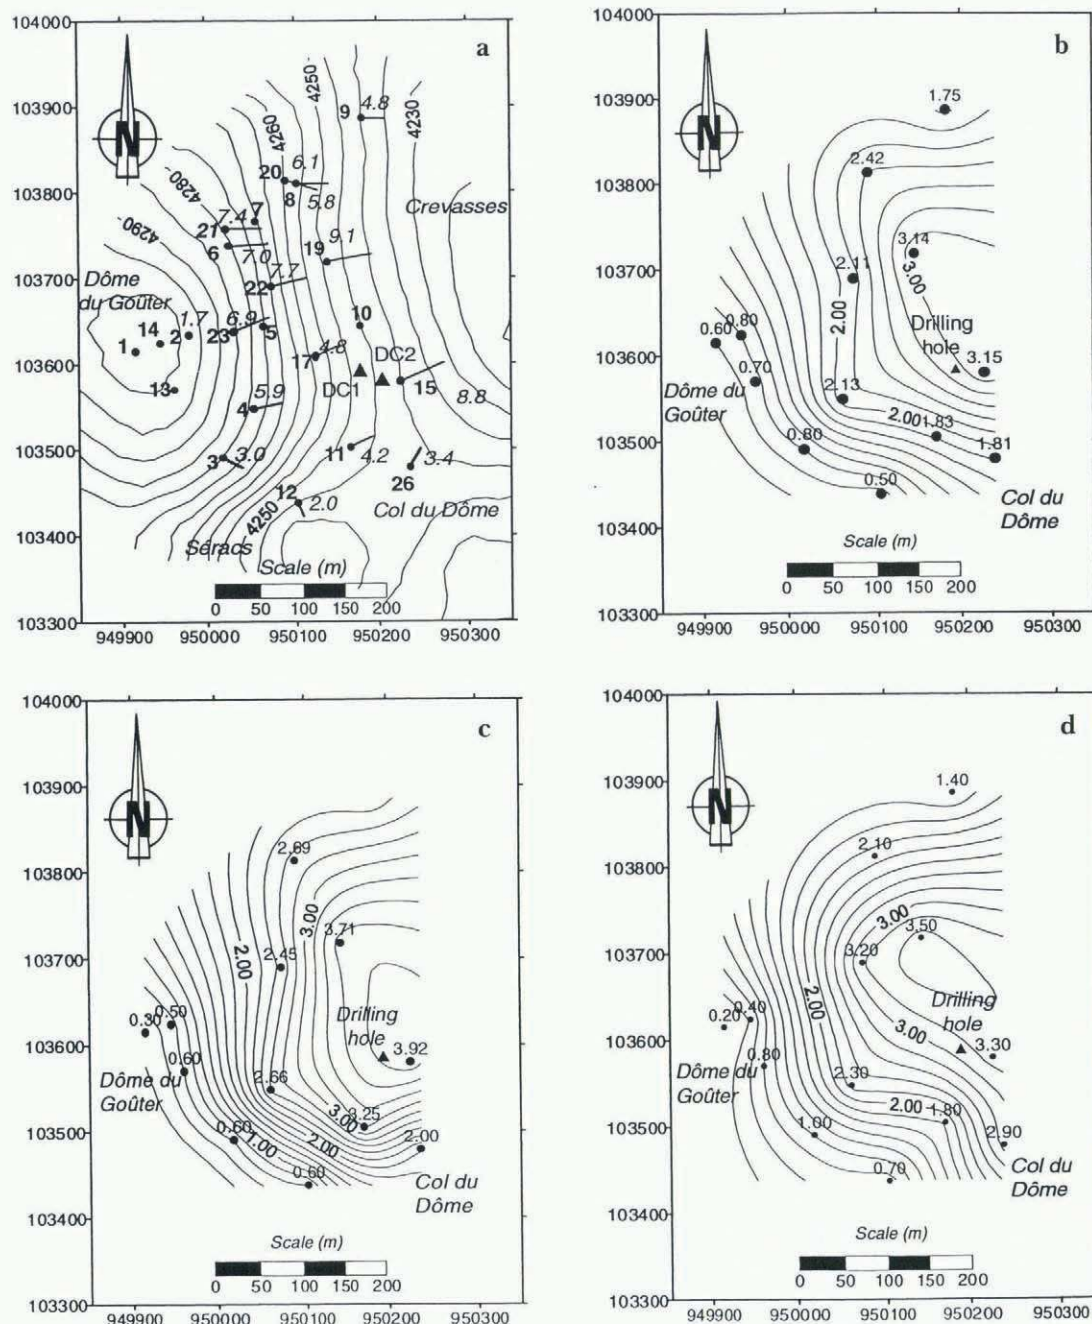 a
104000
103900
103800
103700
103600
103500
103400
103300
949900 950000 950100 950200 950300
N
4290
4280
4260
4250
4230
4250
9 4.8
20 6.1
8 5.8
Crevasses
21 7.4 7
6 7.0
19 9.1
22 7.7
Dôme
du Goûter
14 2 1.7
1
13
23 6.9 5
10
17 4.8
DC2
DC1
15
8.8
4 5.9
3 3.0
11 4.2
26 3.4
12 2.0
Col du Dôme
Séracs
Scale (m)
0 50 100 150 200
b
104000
103900
103800
103700
103600
103500
103400
103300
949900 950000 950100 950200 950300
N
1.75
2.42
3.14
2.11
3.00
2.00
Drilling
hole
0.60 0.80
0.70
3.15
Dôme du
Goûter
2.13
2.00
1.83
0.80
1.81
0.50
Col du
Dôme
Scale (m)
0 50 100 150 200
c
104000
103900
103800
103700
103600
103500
103400
103300
949900 950000 950100 950200 950300
N
2.69
3.00
3.71
2.45
2.00
0.30 0.50
Drilling
hole
0.60
3.92
Dôme du
Goûter
2.66
3.25
3.00
0.60
1.00
2.00
2.00
0.60
Col du
Dôme
Scale (m)
0 50 100 150 200
d
104000
103900
103800
103700
103600
103500
103400
103300
949900 950000 950100 950200 950300
N
1.40
2.10
3.00
3.50
3.20
2.00
Drilling
hole
0.20 0.40
3.00
3.30
0.80
Dôme du
Goûter
2.30
2.00
1.80
1.00
2.90
0.70
Col du
Dôme
Scale (m)
0 50 100 150 200